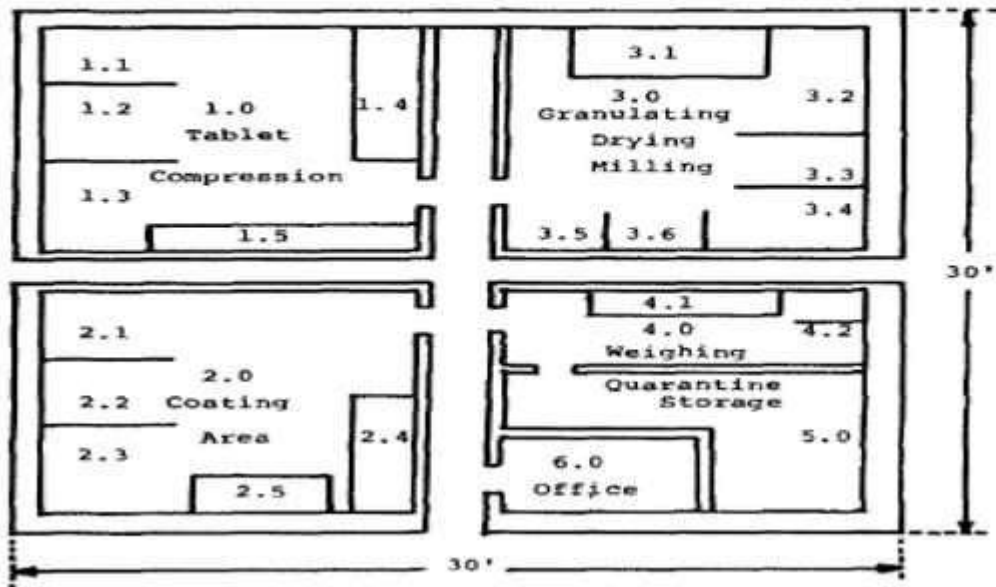 1.1
1.2
1.0
Tablet
Compression
1.3
1.4
1.5
3.1
3.0
Granulating
Drying
Milling
3.2
3.3
3.4
3.5
3.6
2.1
2.2
2.0
Coating
Area
2.3
2.4
2.5
4.1
4.0
Weighing
4.2
Quarantine
Storage
5.0
6.0
Office
30'
30'